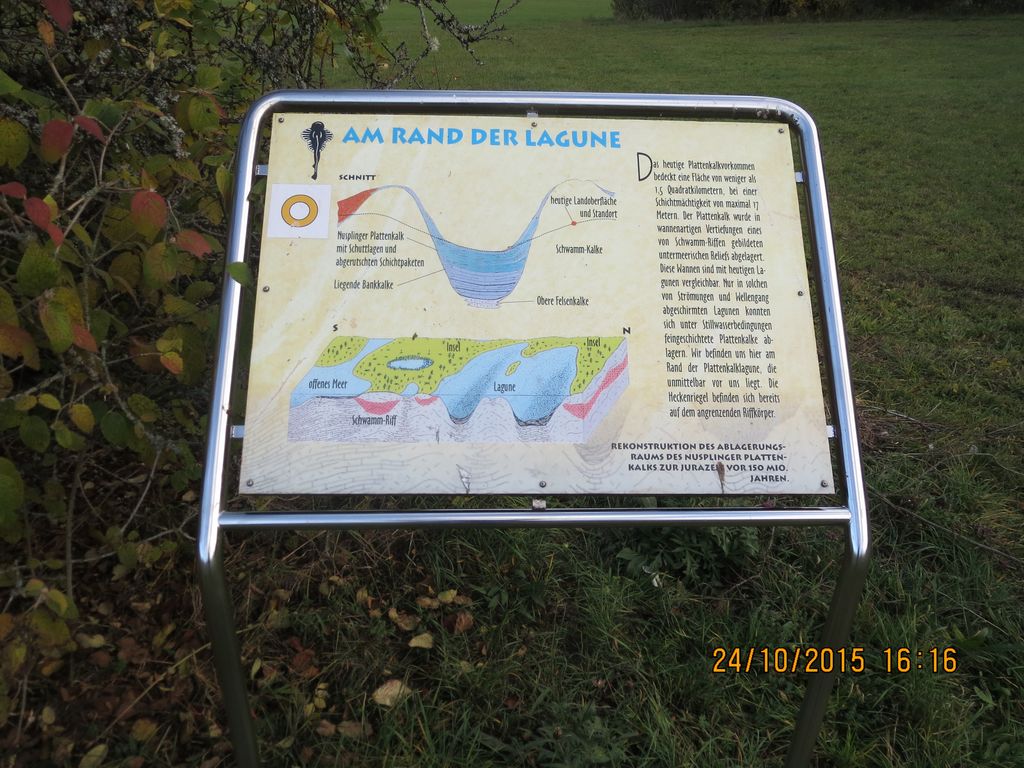 AM RAND DER LAGUNE
SCHNITT
heutige Landoberfläche
und Standort
Nusplinger Plattenkalk
mit Schuttlagen und
abgerutschten Schichtpaketen
Schwamm-Kalke
Liegende Bankkalke
Obere Felsenkalke
S
N
Insel
Insel
offenes Meer
Lagune
Schwamm-Riff
Das heutige Plattenkalkvorkommen
bedeckt eine Fläche von weniger als
1,5 Quadratkilometern, bei einer
Schichtmächtigkeit von maximal 17
Metern. Der Plattenkalk wurde in
wannenartigen Vertiefungen eines
von Schwamm-Riffen gebildeten
untermeerischen Reliefs abgelagert.
Diese Wannen sind mit heutigen La-
gunen vergleichbar. Nur in solchen
von Strömungen und Wellengang
abgeschirmten Lagunen konnten
sich unter Stillwasserbedingungen
feingeschichtete Plattenkalke ab-
lagern. Wir befinden uns hier am
Rand der Plattenkalklagune, die
unmittelbar vor uns liegt. Die
Heckenriegel befinden sich bereits
auf dem angrenzenden Riffkörper.
REKONSTRUKTION DES ABLAGERUNGS-
RAUMS DES NUSPLINGER PLATTEN-
KALKS ZUR JURAZEIT VOR 150 MIO.
JAHREN.
24/10/2015 16:16